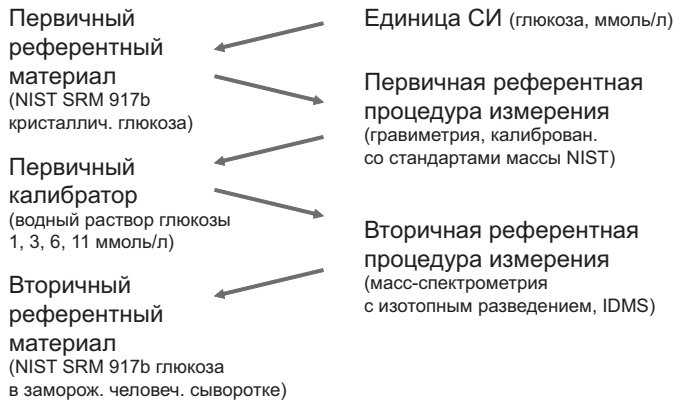 Первичный
референтный
материал
(NIST SRM 917b
кристаллич. глюкоза)
Единица СИ (глюкоза, ммоль/л)
Первичная референтная
процедура измерения
(гравиметрия, калиброван.
со стандартами массы NIST)
Первичный
калибратор
(водный раствор глюкозы
1, 3, 6, 11 ммоль/л)
Вторичная референтная
процедура измерения
(масс-спектрометрия
с изотопным разведением, IDMS)
Вторичный
референтный
материал
(NIST SRM 917b глюкоза
в заморож. человеч. сыворотке)